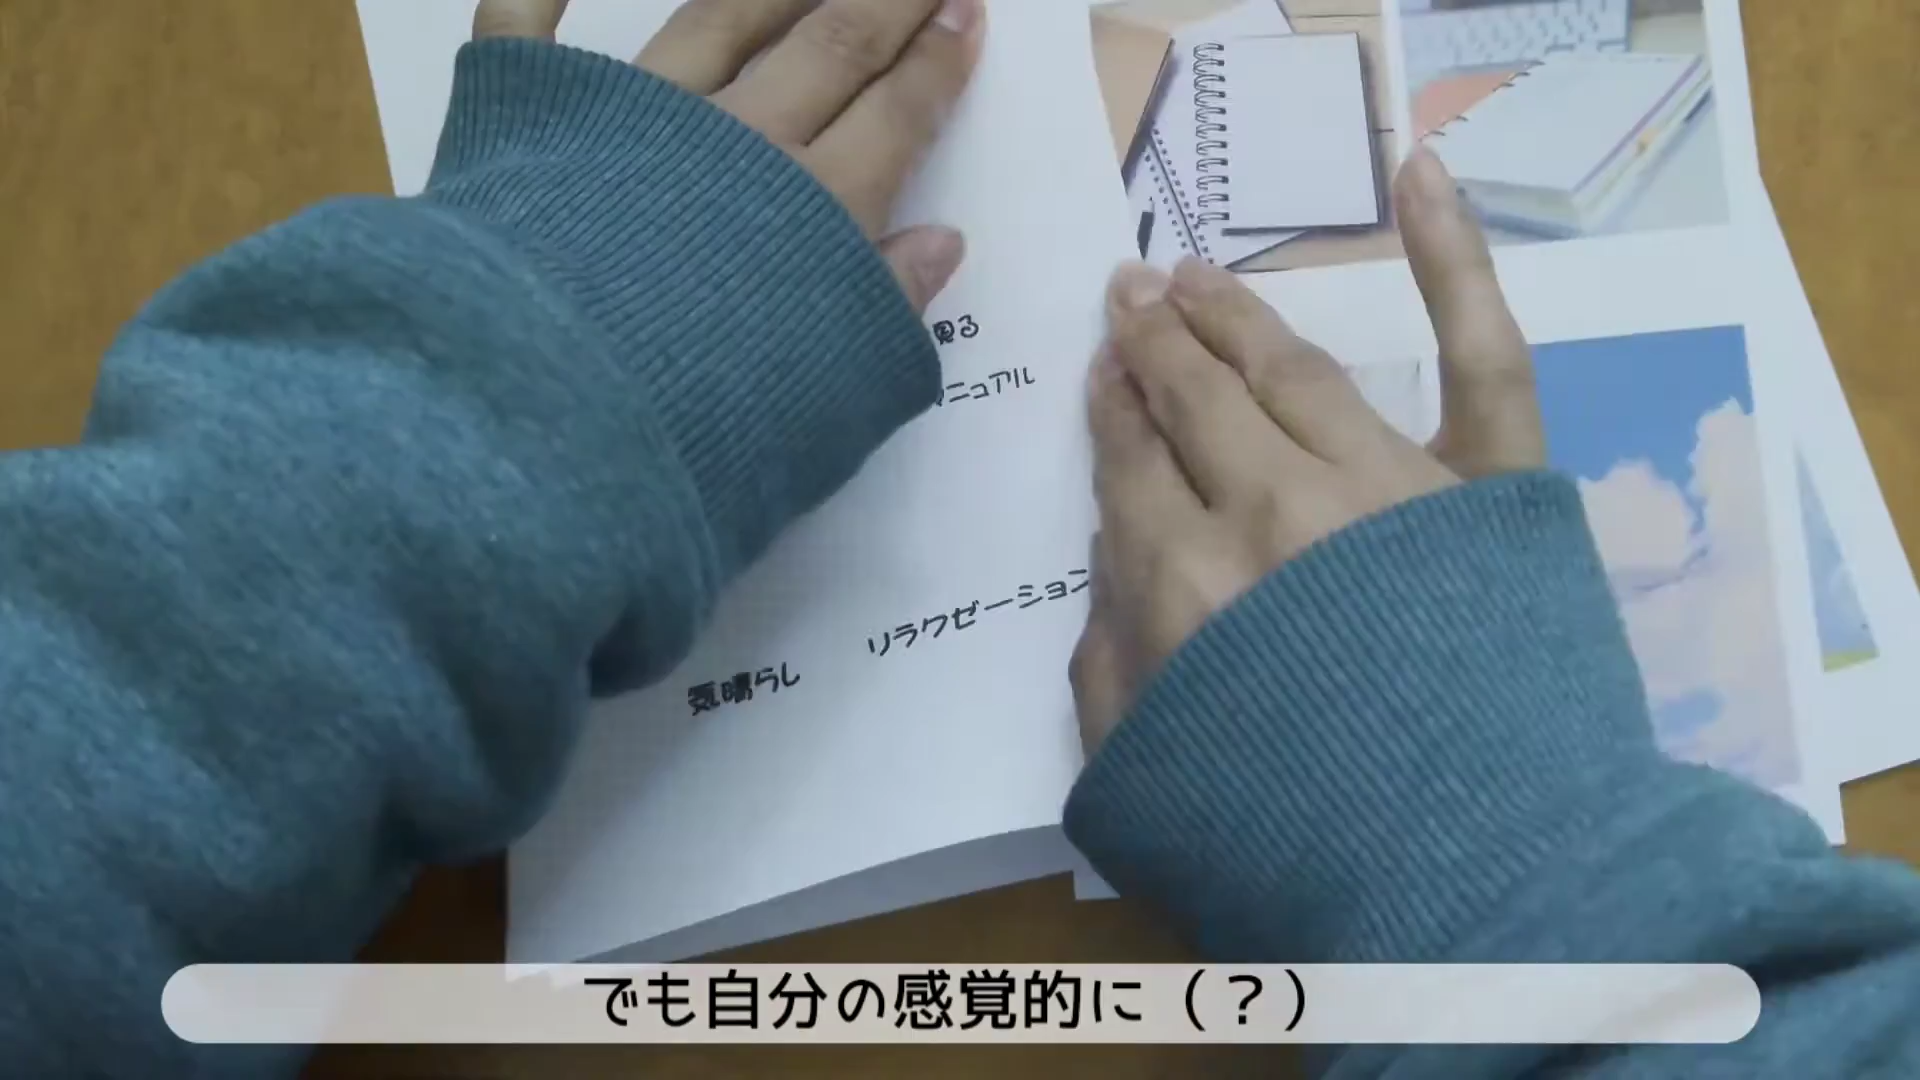 見る
マニュアル
リラクゼーション
気晴らし
でも自分の感覚的に（？）